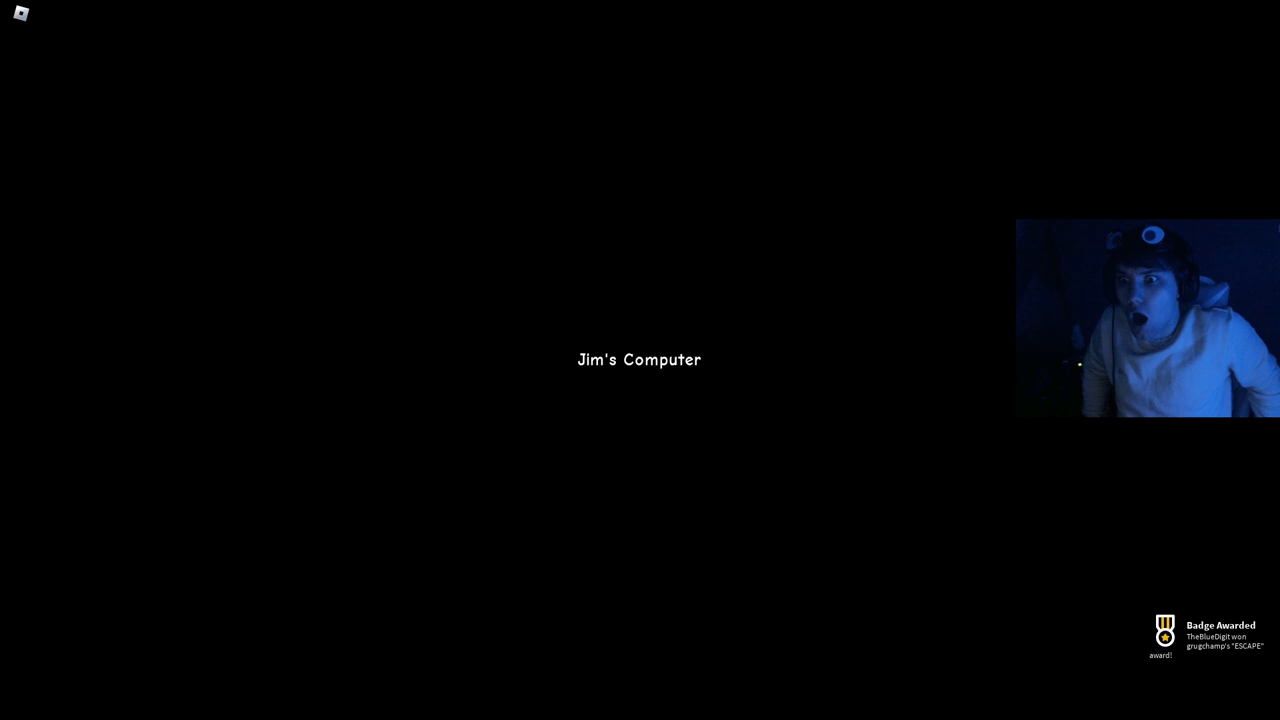 Jim's Computer
Badge Awarded
TheBlueDigit won
grugchamp's "ESCAPE"
award!